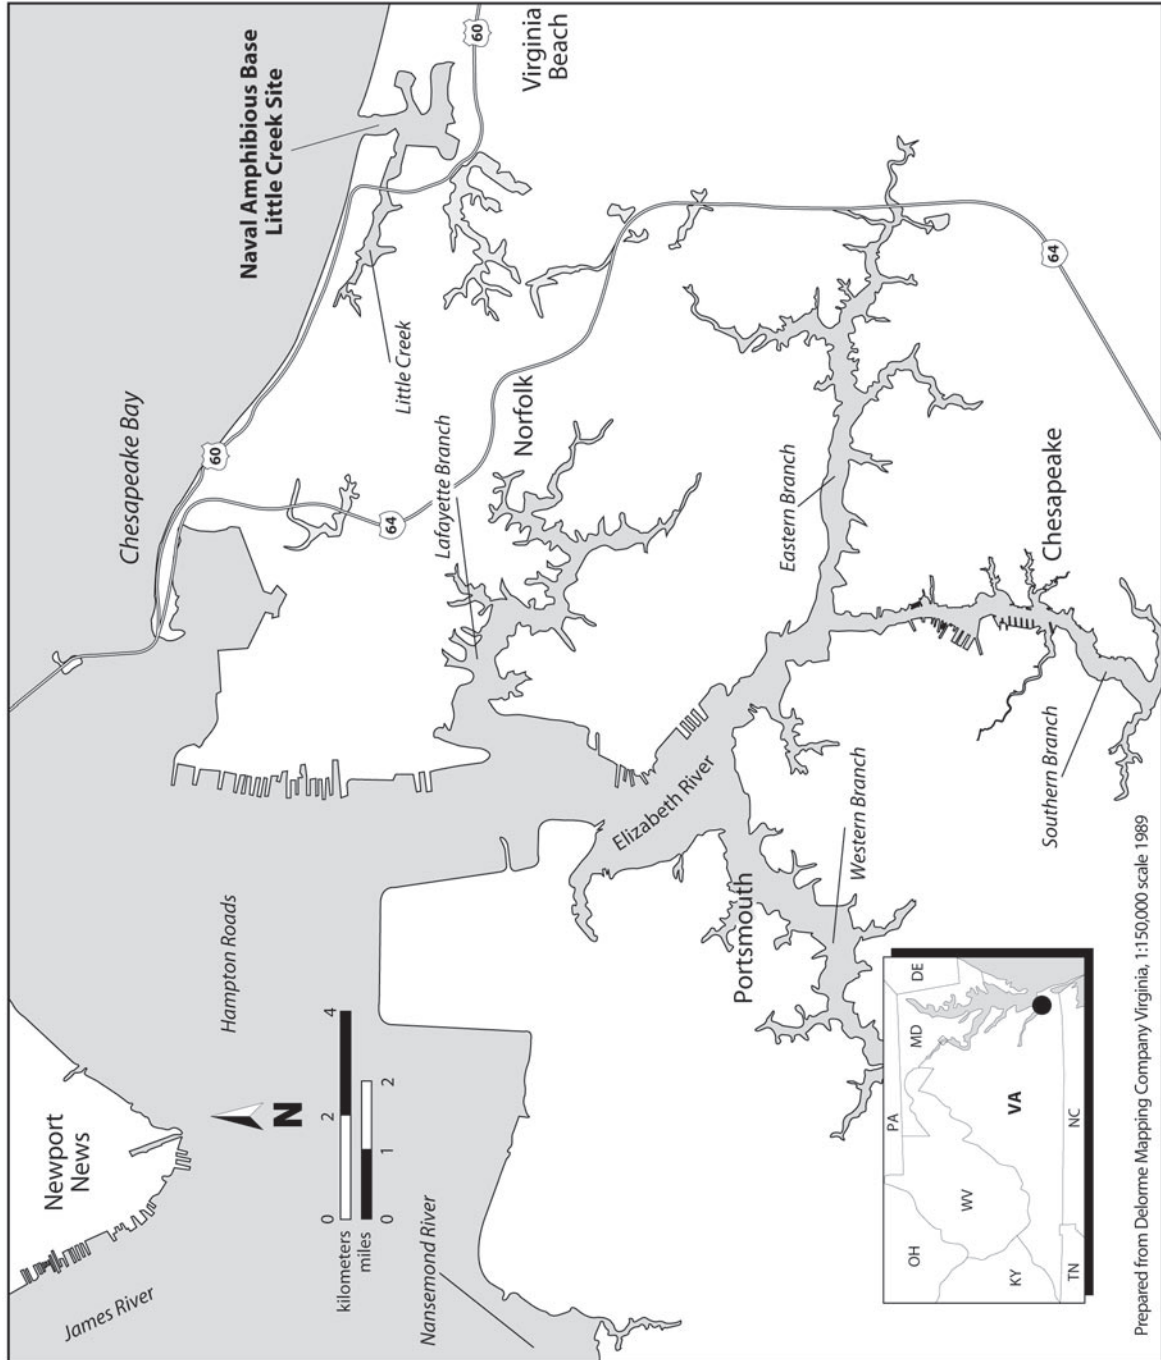 James River
Newport
News
Hampton Roads
Chesapeake Bay
Naval Amphibious Base
Little Creek Site
60
Virginia
Beach
60
Little Creek
64
Norfolk
Lafayette Branch
N
0
2
4
kilometers
miles
0
1
2
Nansemond River
Elizabeth River
Portsmouth
Western Branch
Eastern Branch
Chesapeake
64
Southern Branch
OH
PA
MD
DE
WV
VA
KY
TN
NC
Prepared from Delorme Mapping Company Virginia, 1:150,000 scale 1989